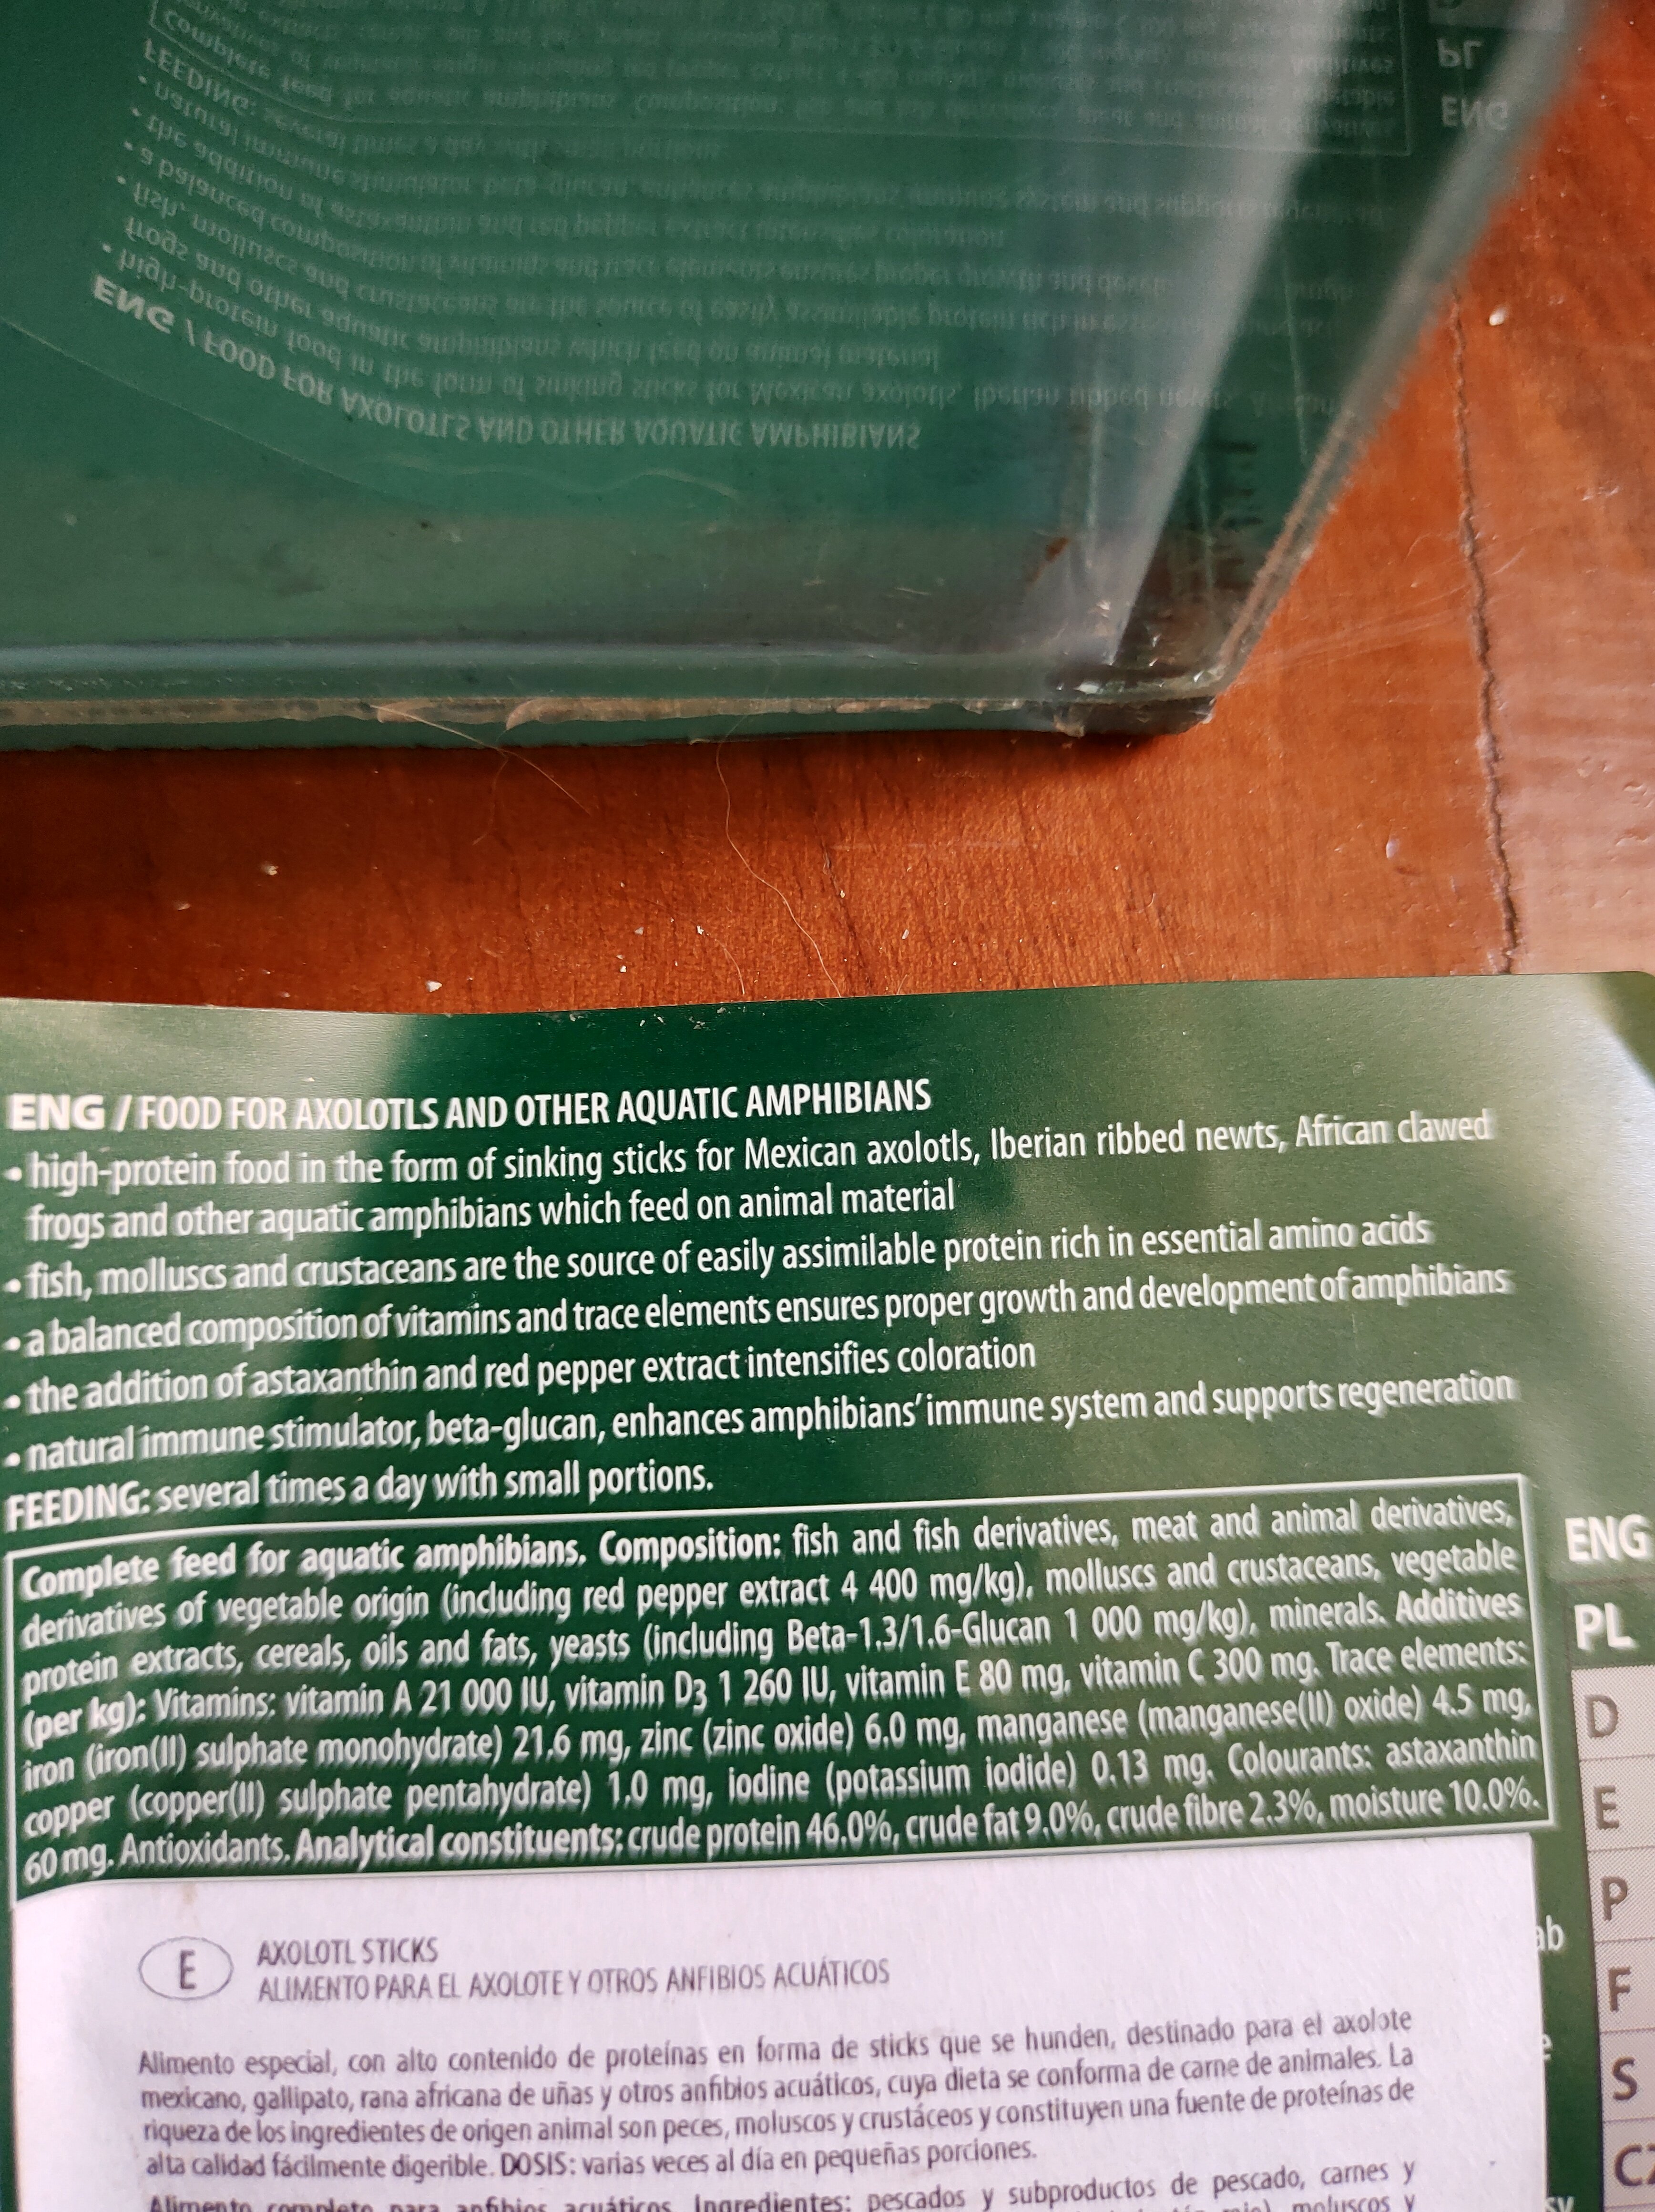 ENG / FOOD FOR AXOLOTLS AND OTHER AQUATIC AMPHIBIANS
• high-protein food in the form of sinking sticks for Mexican axolotls, Iberian ribbed newts, African clawed
frogs and other aquatic amphibians which feed on animal material
• fish, molluscs and crustaceans are the source of easily assimilable protein rich in essential amino acids
• a balanced composition of vitamins and trace elements ensures proper growth and development of amphibians
• the addition of astaxanthin and red pepper extract intensifies coloration
• natural immune stimulator, beta-glucan, enhances amphibians' immune system and supports regeneration
FEEDING: several times a day with small portions.
Complete feed for aquatic amphibians. Composition: fish and fish derivatives, meat and animal derivatives,
derivatives of vegetable origin (including red pepper extract 4 400 mg/kg), molluscs and crustaceans, vegetable
protein extracts, cereals, oils and fats, yeasts (including Beta-1.3/1.6-Glucan 1 000 mg/kg), minerals. Additives
(per kg): Vitamins: vitamin A 21 000 IU, vitamin D3 1 260 IU, vitamin E 80 mg, vitamin C 300 mg. Trace elements:
iron (iron(II) sulphate monohydrate) 21.6 mg, zinc (zinc oxide) 6.0 mg, manganese (manganese(II) oxide) 4.5 mg,
copper (copper(II) sulphate pentahydrate) 1.0 mg, iodine (potassium iodide) 0.13 mg. Colourants: astaxanthin
60 mg. Antioxidants. Analytical constituents: crude protein 46.0%, crude fat 9.0%, crude fibre 2.3%, moisture 10.0%.
ENG
PL
D
E
P
F
S
CZ
E
AXOLOTL STICKS
ALIMENTO PARA EL AXOLOTE Y OTROS ANFIBIOS ACUÁTICOS
Alimento especial, con alto contenido de proteínas en forma de sticks que se hunden, destinado para el axolote
mexicano, gallipato, rana africana de uñas y otros anfibios acuáticos, cuya dieta se conforma de carne de animales. La
riqueza de los ingredientes de origen animal son peces, moluscos y crustáceos y constituyen una fuente de proteínas de
alta calidad fácilmente digerible. DOSIS: varias veces al día en pequeñas porciones.
Alimento completo para anfibios acuáticos. Ingredientes: pescados y subproductos de pescado, carnes y
moluscos y